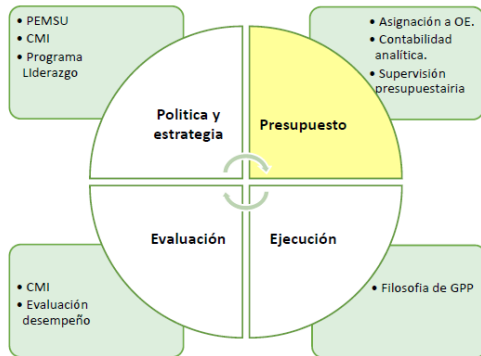 • PEMSU
• CMI
• Programa
LIderazgo
• Asignación a OE.
• Contabilidad
analítica.
• Supervisión
presupuestairia
Politica y
estrategia
Presupuesto
Evaluación
Ejecución
• CMI
• Evaluación
desempeño
• Filosofia de GPP